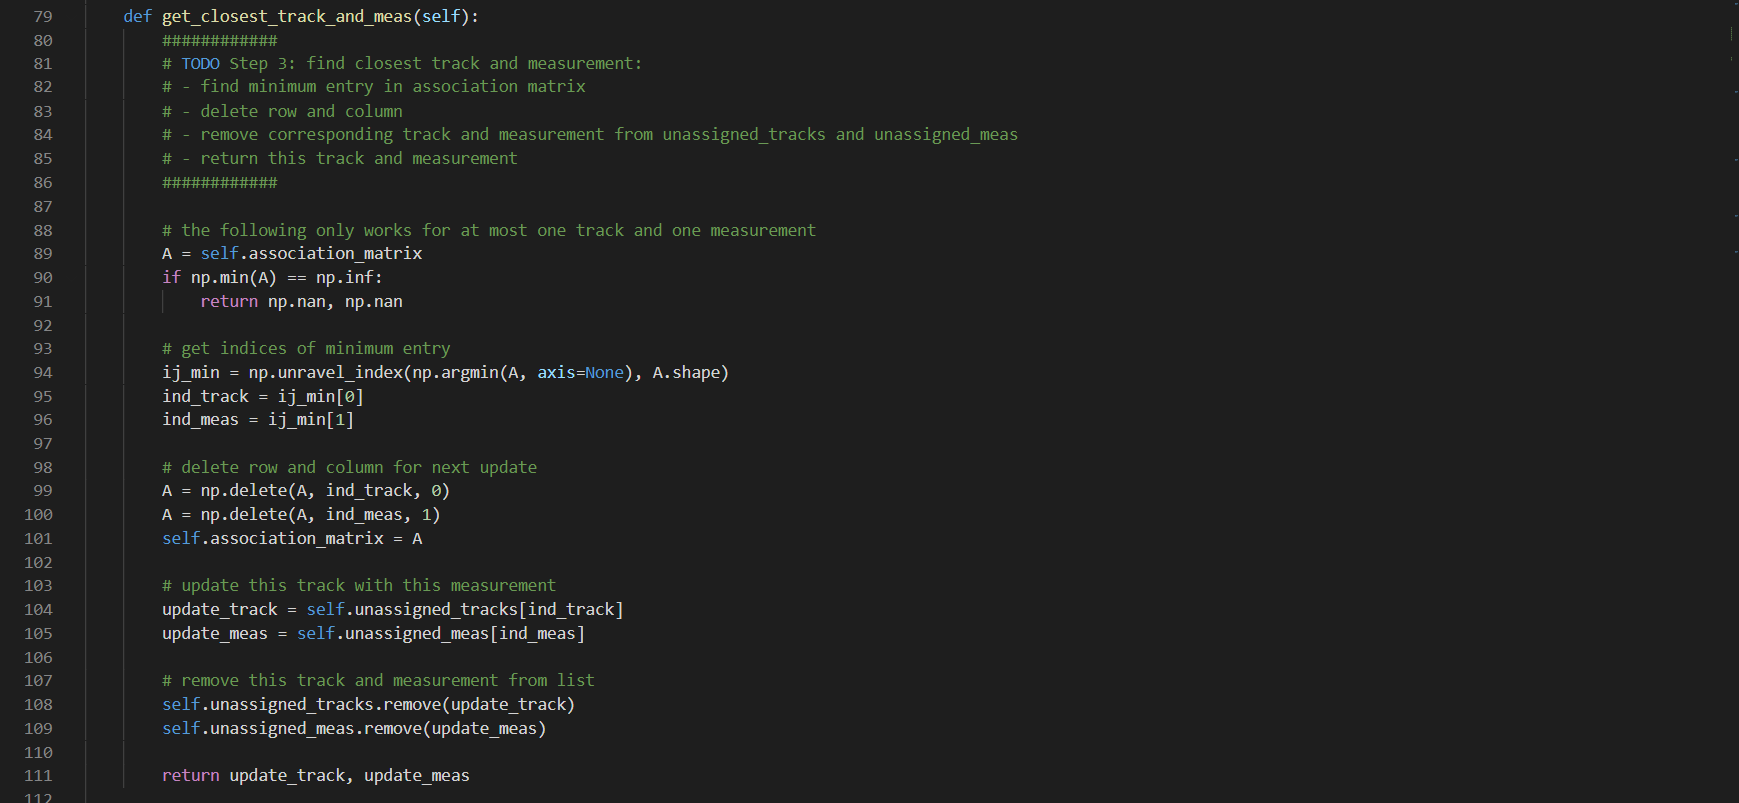 79 def get_closest_track_and_meas(self):
80 ############
81 # TODO Step 3: find closest track and measurement:
82 # - find minimum entry in association matrix
83 # - delete row and column
84 # - remove corresponding track and measurement from unassigned_tracks and unassigned_meas
85 # - return this track and measurement
86 ############
87
88 # the following only works for at most one track and one measurement
89 A = self.association_matrix
90 if np.min(A) == np.inf:
91 return np.nan, np.nan
92
93 # get indices of minimum entry
94 ij_min = np.unravel_index(np.argmin(A, axis=None), A.shape)
95 ind_track = ij_min[0]
96 ind_meas = ij_min[1]
97
98 # delete row and column for next update
99 A = np.delete(A, ind_track, 0)
100 A = np.delete(A, ind_meas, 1)
101 self.association_matrix = A
102
103 # update this track with this measurement
104 update_track = self.unassigned_tracks[ind_track]
105 update_meas = self.unassigned_meas[ind_meas]
106
107 # remove this track and measurement from list
108 self.unassigned_tracks.remove(update_track)
109 self.unassigned_meas.remove(update_meas)
110
111 return update_track, update_meas
112